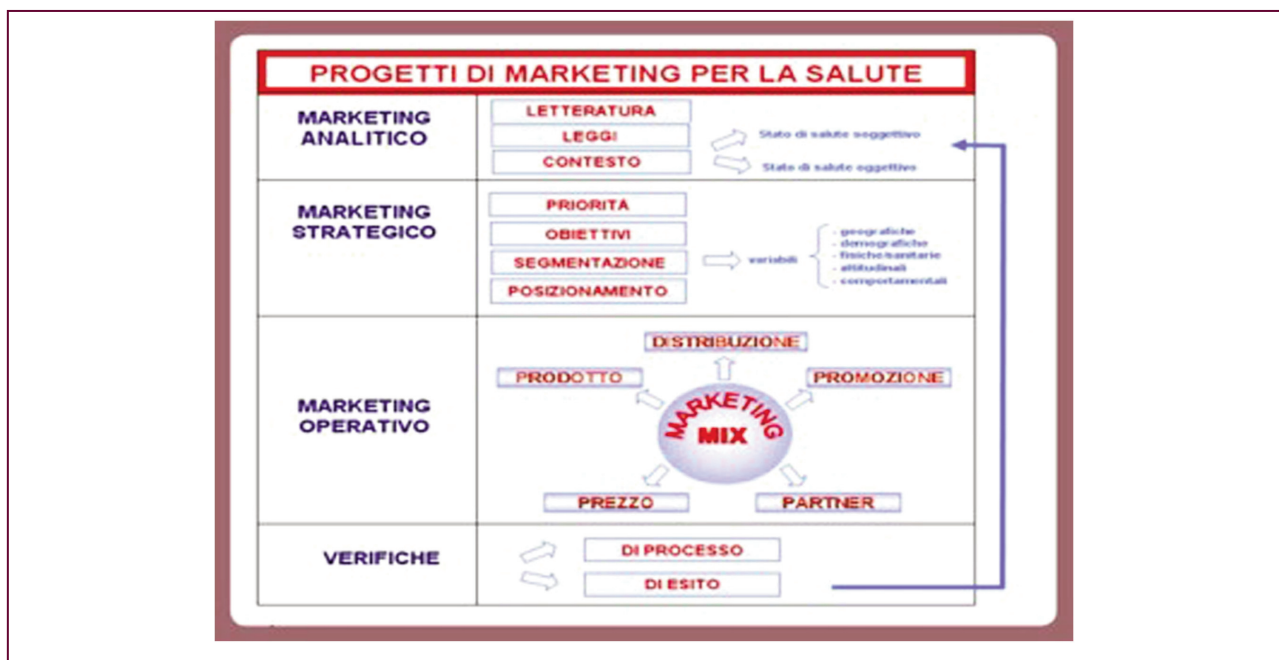 PROGETTI DI MARKETING PER LA SALUTE
MARKETING
ANALITICO
LETTERATURA
LEGGI
CONTESTO
Stato di salute soggettivo
Stato di salute oggettivo
MARKETING
STRATEGICO
PRIORITÀ
OBIETTIVI
SEGMENTAZIONE
POSIZIONAMENTO
variabili
- geografiche
- demografiche
- fisiche/sanitarie
- attitudinali
- comportamentali
MARKETING
OPERATIVO
DISTRIBUZIONE
PRODOTTO
PROMOZIONE
MARKETING
MIX
PREZZO
PARTNER
VERIFICHE
DI PROCESSO
DI ESITO